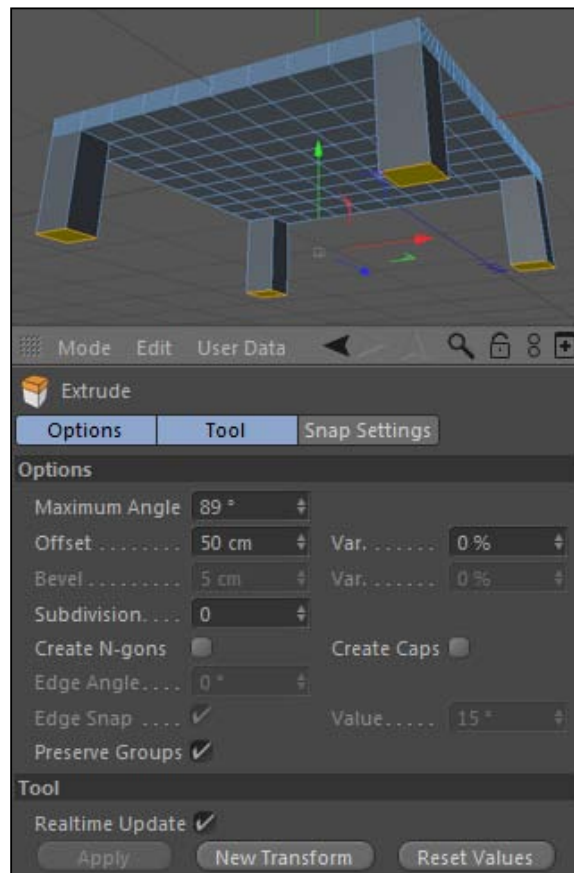 Mode Edit User Data
Extrude
Options Tool Snap Settings
Options
Maximum Angle 89 °
Offset . . . . . . . . 50 cm Var. . . . . . . 0 %
Bevel . . . . . . . . . 5 cm Var. . . . . . . 0 %
Subdivision. . . . 0
Create N-gons Create Caps
Edge Angle. . . . 0 °
Edge Snap . . . . Value. . . . . 15 °
Preserve Groups
Tool
Realtime Update
Apply New Transform Reset Values